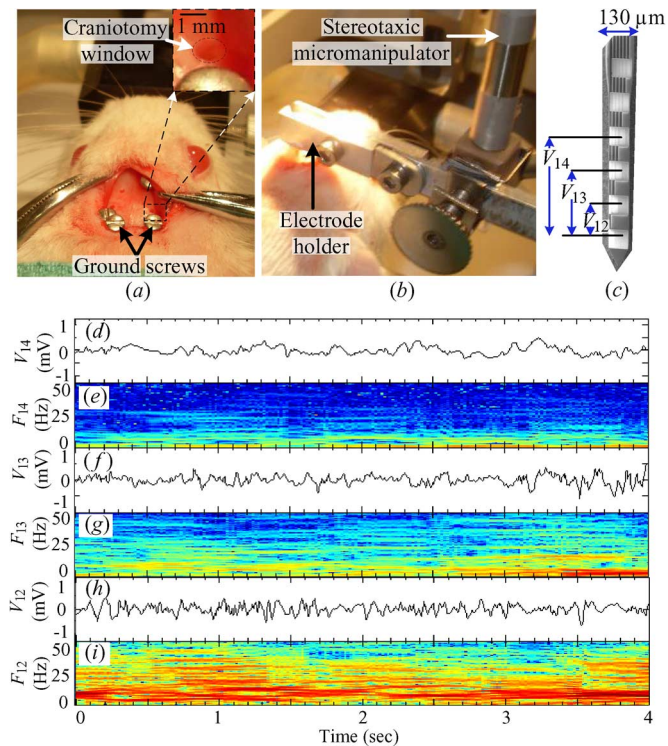 Craniotomy
window
1 mm
Ground screws
(a)
Stereotaxic
micromanipulator
Electrode
holder
(b)
130 µm
V14
V13
V12
(c)
V14
(mV)
1
0
-1
(d)
F14
(Hz)
50
25
0
(e)
V13
(mV)
1
0
-1
(f)
F13
(Hz)
50
25
0
(g)
V12
(mV)
1
0
-1
(h)
F12
(Hz)
50
25
0
(i)
0 1 2 3 4
Time (sec)